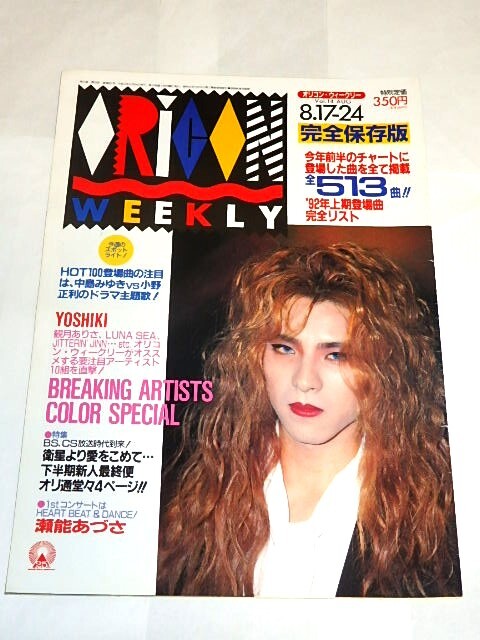 ORICON
WEEKLY
オリコン・ウィークリー
Vol.14 AUG
8.17-24
特別定価
350円
完全保存版
今年前半のチャートに
登場した曲を全て掲載
全513曲!!
'92年上期登場曲
完全リスト
今週の
スポット
ライト!
HOT100登場曲の注目
は、中島みゆきvs小野
正利のドラマ主題歌!
YOSHIKI
観月ありさ、LUNA SEA、
JITTERIN' JINN…etc.オリコ
ン・ウィークリーがオスス
メする要注目アーティスト
10組を直撃!
BREAKING ARTISTS
COLOR SPECIAL
●特集
BS、CS放送時代到来!
衛星より愛をこめて…
下半期新人最終便
オリ通堂々4ページ!!
●1stコンサートは
HEART BEAT & DANCE!
瀬能あづさ